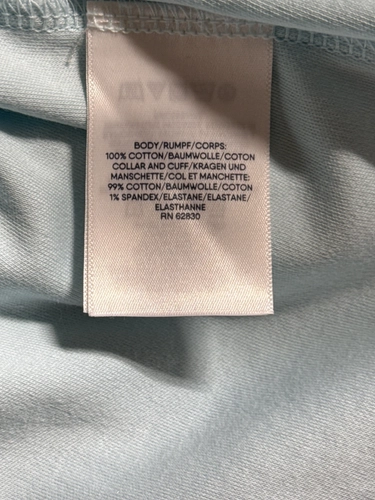 BODY/RUMPF/CORPS:
100% COTTON/BAUMWOLLE/COTON
COLLAR AND CUFF/KRAGEN UND
MANSCHETTE/COL ET MANCHETTE:
99% COTTON/BAUMWOLLE/COTON
1% SPANDEX/ELASTANE/ELASTANE/
ELASTHANNE
RN 62830